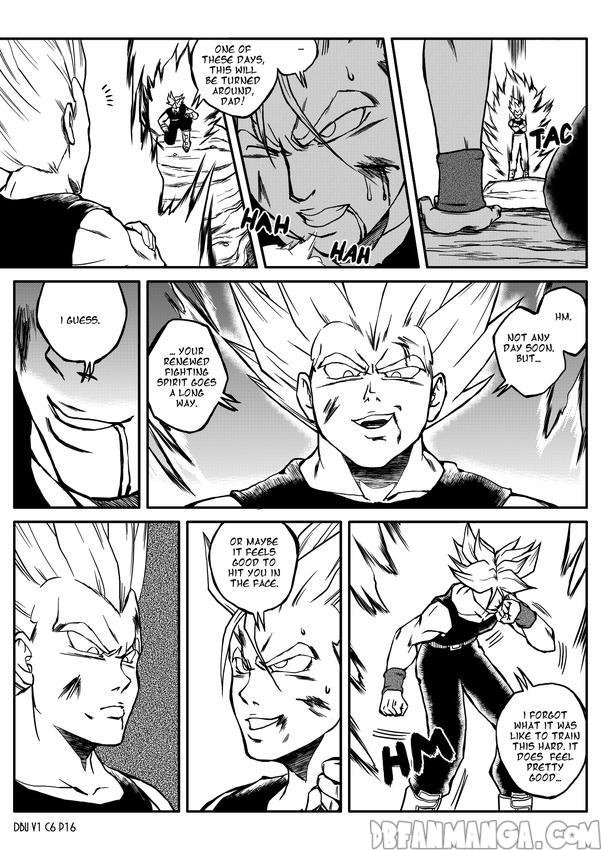 TAC
...
ONE OF
THESE DAYS,
THIS WILL
BE TURNED
AROUND,
DAD!
HAH
HAH
HM.
NOT ANY
DAY SOON.
BUT...
... YOUR
RENEWED
FIGHTING
SPIRIT GOES
A LONG
WAY.
I GUESS.
HM
I FORGOT
WHAT IT WAS
LIKE TO TRAIN
THIS HARD. IT
DOES FEEL
PRETTY
GOOD...
OR MAYBE
IT FEELS
GOOD TO
HIT YOU IN
THE FACE.
DBU V1 C6 P16
DBFANMANGA.COM